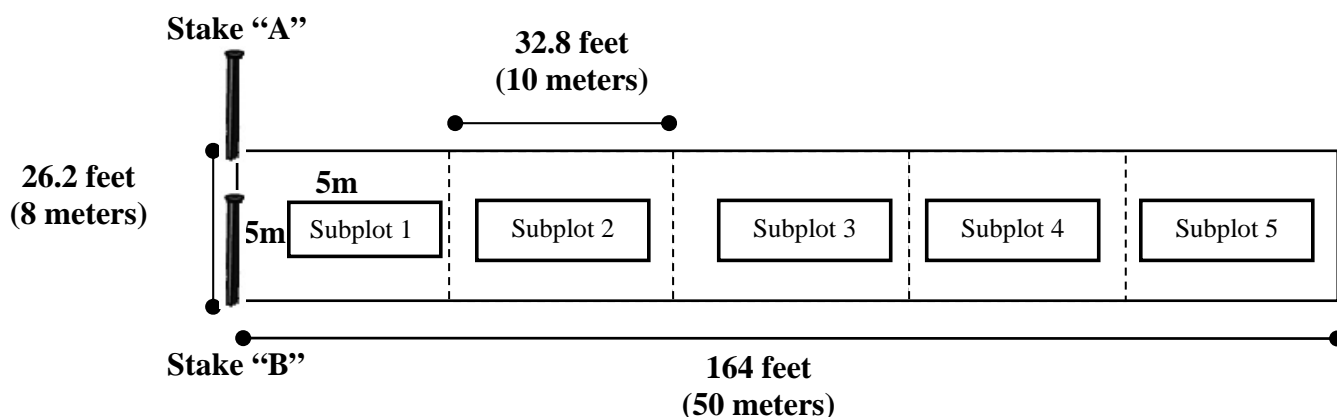 Stake “A”
32.8 feet
(10 meters)
26.2 feet
(8 meters)
5m
5m
Subplot 1
Subplot 2
Subplot 3
Subplot 4
Subplot 5
Stake “B”
164 feet
(50 meters)